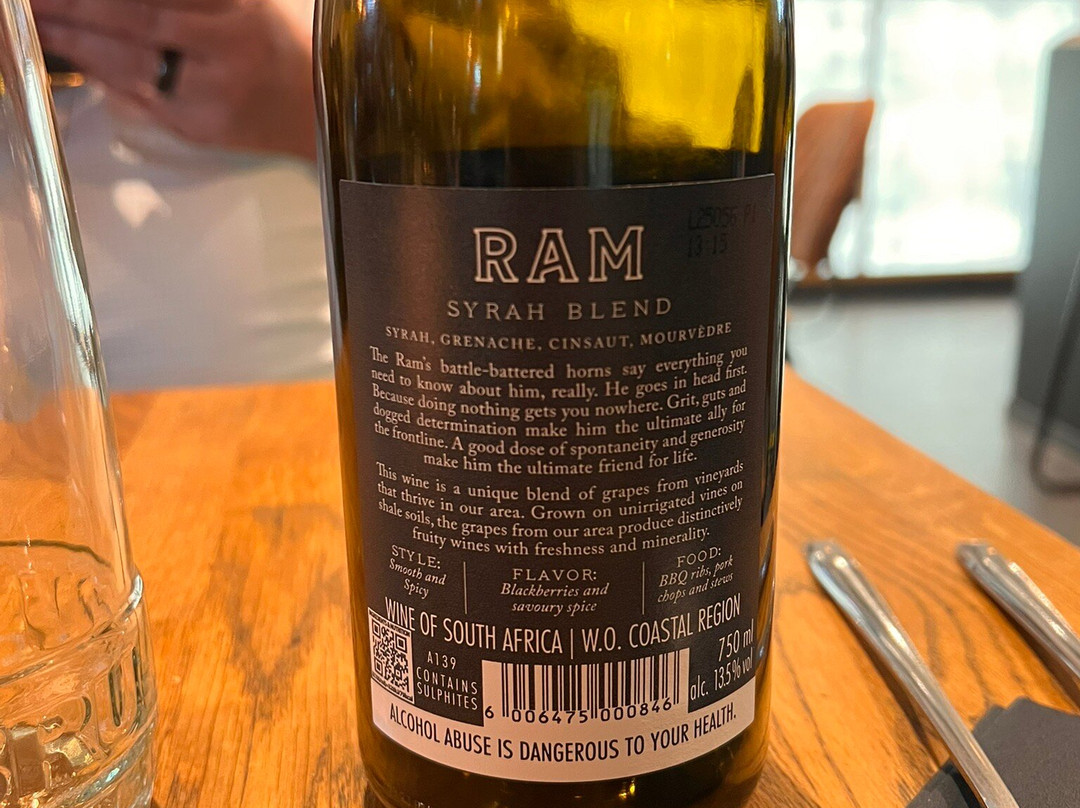 L25056 P1
13:15
RAM
SYRAH BLEND
SYRAH, GRENACHE, CINSAUT, MOURVÈDRE
The Ram's battle-battered horns say everything you
need to know about him, really. He goes in head first.
Because doing nothing gets you nowhere. Grit, guts and
dogged determination make him the ultimate ally for
the frontline. A good dose of spontaneity and generosity
make him the ultimate friend for life.
This wine is a unique blend of grapes from vineyards
that thrive in our area. Grown on unirrigated vines on
shale soils, the grapes from our area produce distinctively
fruity wines with freshness and minerality.
STYLE:
Smooth and
Spicy
FLAVOR:
Blackberries and
savoury spice
FOOD:
BBQ ribs, pork
chops and stews
WINE OF SOUTH AFRICA | W.O. COASTAL REGION
A139
CONTAINS
SULPHITES
6 006475 000846
750 ml
alc. 13.5% vol
ALCOHOL ABUSE IS DANGEROUS TO YOUR HEALTH.